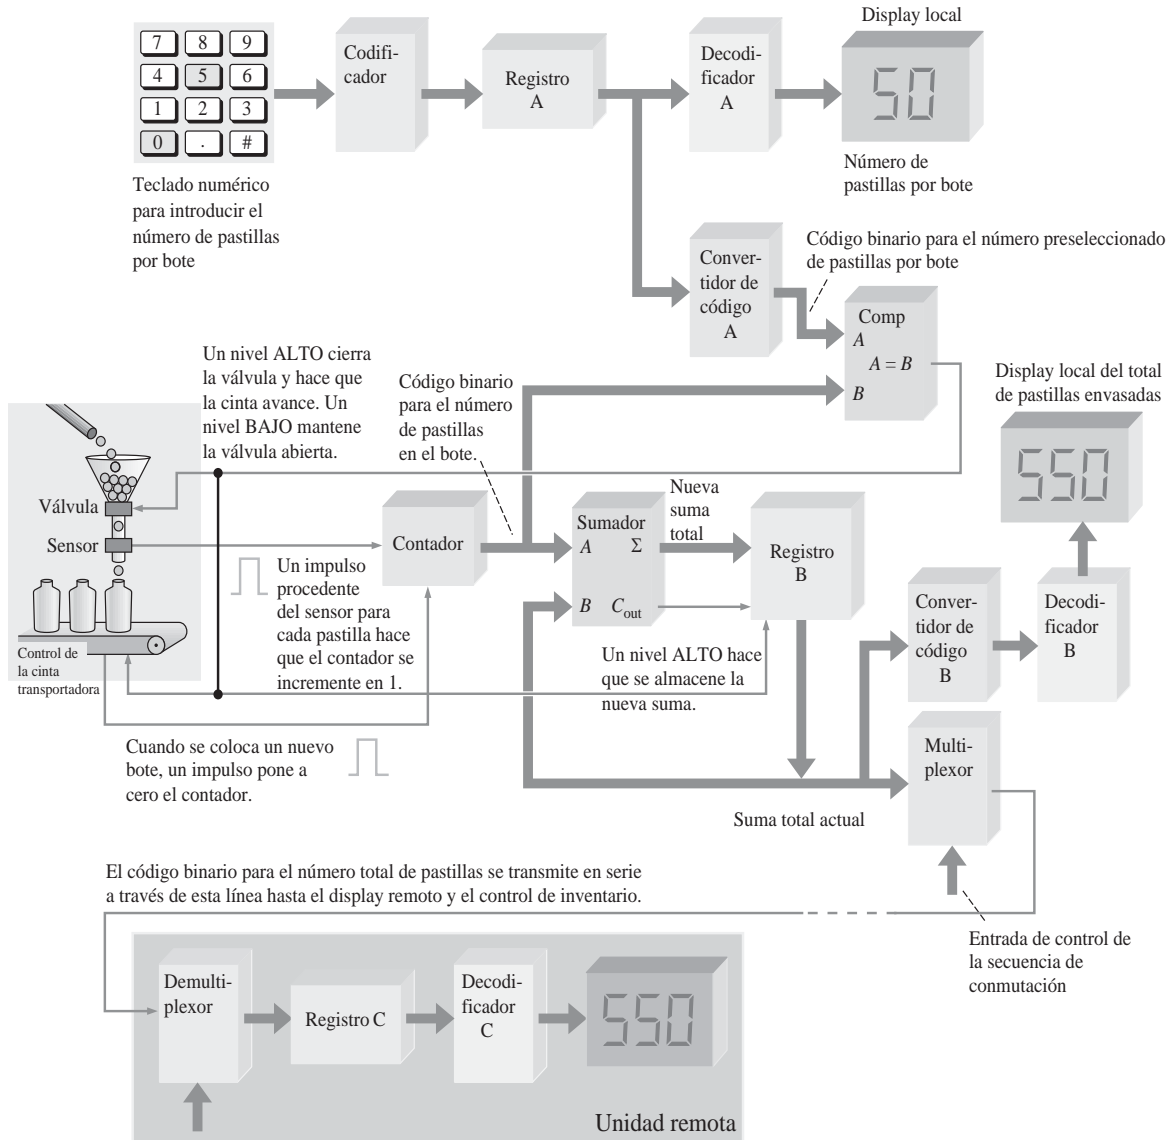 Display local
7 8 9
4 5 6
1 2 3
0 . #
Codifi-
cador
Registro
A
Decodi-
ficador
A
50
Teclado numérico
para introducir el
número de pastillas
por bote
Número de
pastillas por bote
Conver-
tidor de
código
A
Código binario para el número preseleccionado
de pastillas por bote
Comp
A
A = B
B
Un nivel ALTO cierra
la válvula y hace que
la cinta avance. Un
nivel BAJO mantene
la válvula abierta.
Código binario
para el número
de pastillas
en el bote.
Display local del total
de pastillas envasadas
550
Válvula
Sensor
Control de
la cinta
transportadora
Contador
Un impulso
procedente
del sensor para
cada pastilla hace
que el contador se
incremente en 1.
Sumador
A Σ
B Cout
Nueva
suma
total
Registro
B
Un nivel ALTO hace
que se almacene la
nueva suma.
Conver-
tidor de
código
B
Decodi-
ficador
B
Cuando se coloca un nuevo
bote, un impulso pone a
cero el contador.
Multi-
plexor
Suma total actual
El código binario para el número total de pastillas se transmite en serie
a través de esta línea hasta el display remoto y el control de inventario.
Entrada de control de
la secuencia de
conmutación
Demulti-
plexor
Registro C
Decodi-
ficador
C
550
Unidad remota